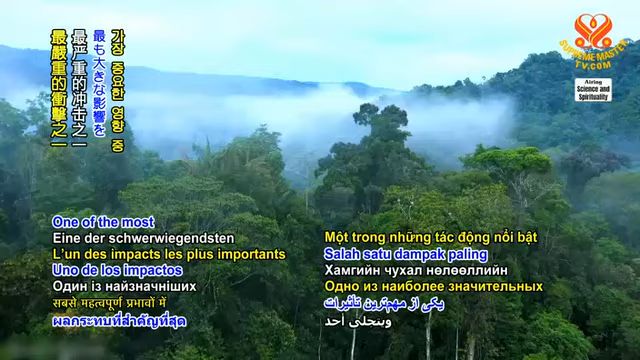 最嚴重的衝擊之一
最严重的冲击之一
最も大きな影響を
가장 중요한 영향 중
SUPREME MASTER
TV.COM
Airing
Science and
Spirituality
One of the most
Eine der schwerwiegendsten
L'un des impacts les plus importants
Uno de los impactos
Один із найзначніших
सबसे महत्वपूर्ण प्रभावों में
ผลกระทบที่สำคัญที่สุด
Một trong những tác động nổi bật
Salah satu dampak paling
Хамгийн чухал нөлөөллийн
Одно из наиболее значительных
یکی از مهم‌ترین تأثیرات
ويتجلى أحد